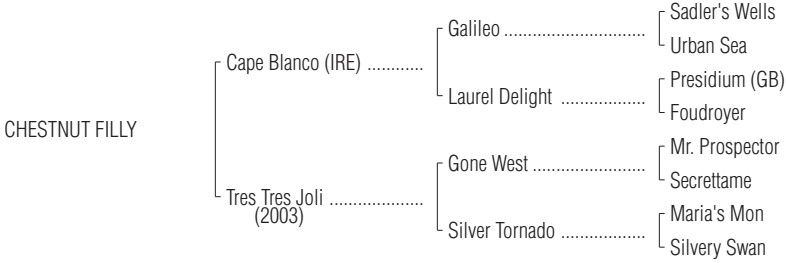 Sadler's Wells
Galileo ..............................
Urban Sea
Cape Blanco (IRE) ............
Presidium (GB)
Laurel Delight ..................
Foudroyer
CHESTNUT FILLY
Mr. Prospector
Gone West ........................
Secrettame
Tres Tres Joli ....................
(2003)
Maria's Mon
Silver Tornado ..................
Silvery Swan